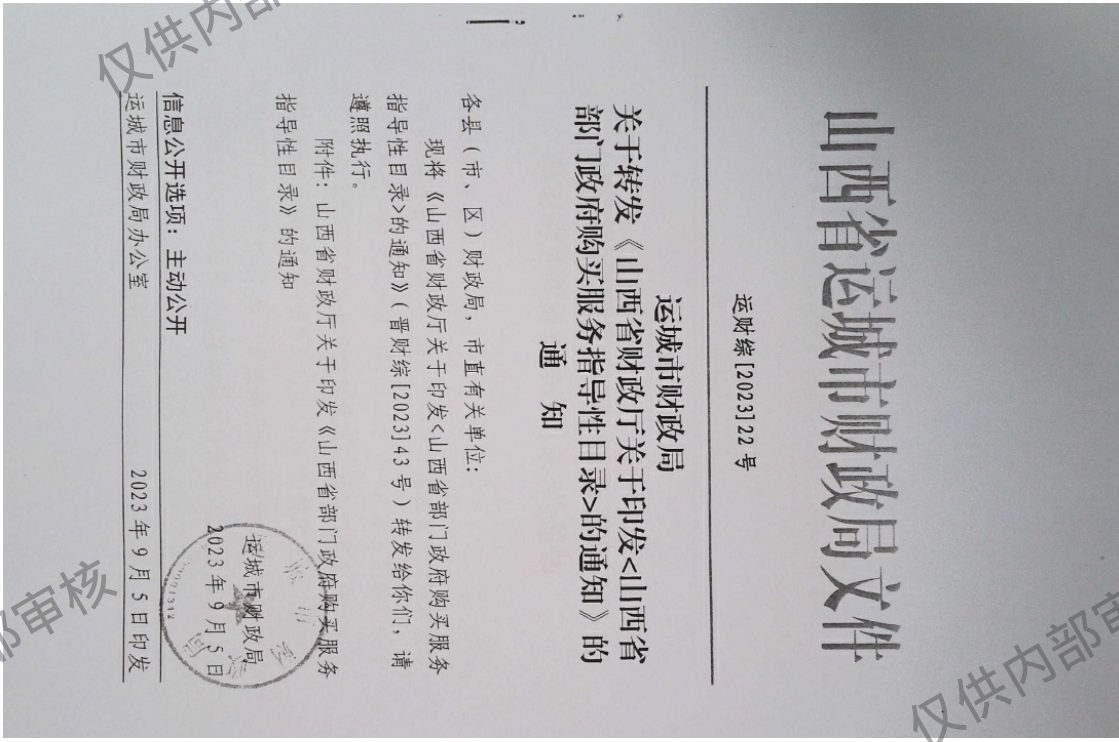 山西省运城市财政局文件
运财综[2023]22号
运城市财政局
关于转发《山西省财政厅关于印发<山西省
部门政府购买服务指导性目录>的通知》的
通 知
各县（市、区）财政局，市直有关单位：
现将《山西省财政厅关于印发<山西省部门政府购买服务
指导性目录>的通知》（晋财综[2023]43号）转发给你们，请
遵照执行。
附件：山西省财政厅关于印发《山西省部门政府购买服务
指导性目录》的通知
运城市财政局
2023年9月5日
信息公开选项：主动公开
运城市财政局办公室 2023年9月5日印发
仅供内部
部审核
仅供内部审